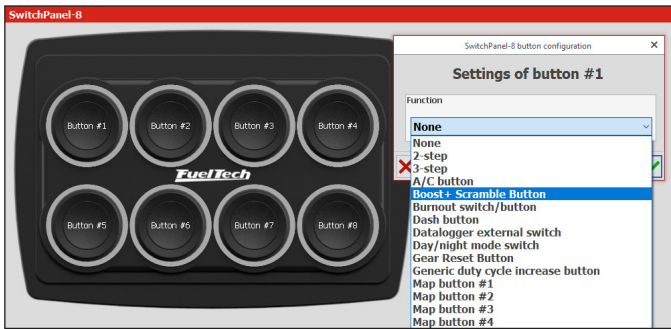 SwitchPanel-8
Button #1
Button #2
Button #3
Button #4
FuelTech
Button #5
Button #6
Button #7
Button #8
SwitchPanel-8 button configuration
Settings of button #1
Function
None
None
2-step
3-step
A/C button
Boost+ Scramble Button
Burnout switch/button
Dash button
Datalogger external switch
Day/night mode switch
Gear Reset Button
Generic duty cycle increase button
Map button #1
Map button #2
Map button #3
Map button #4